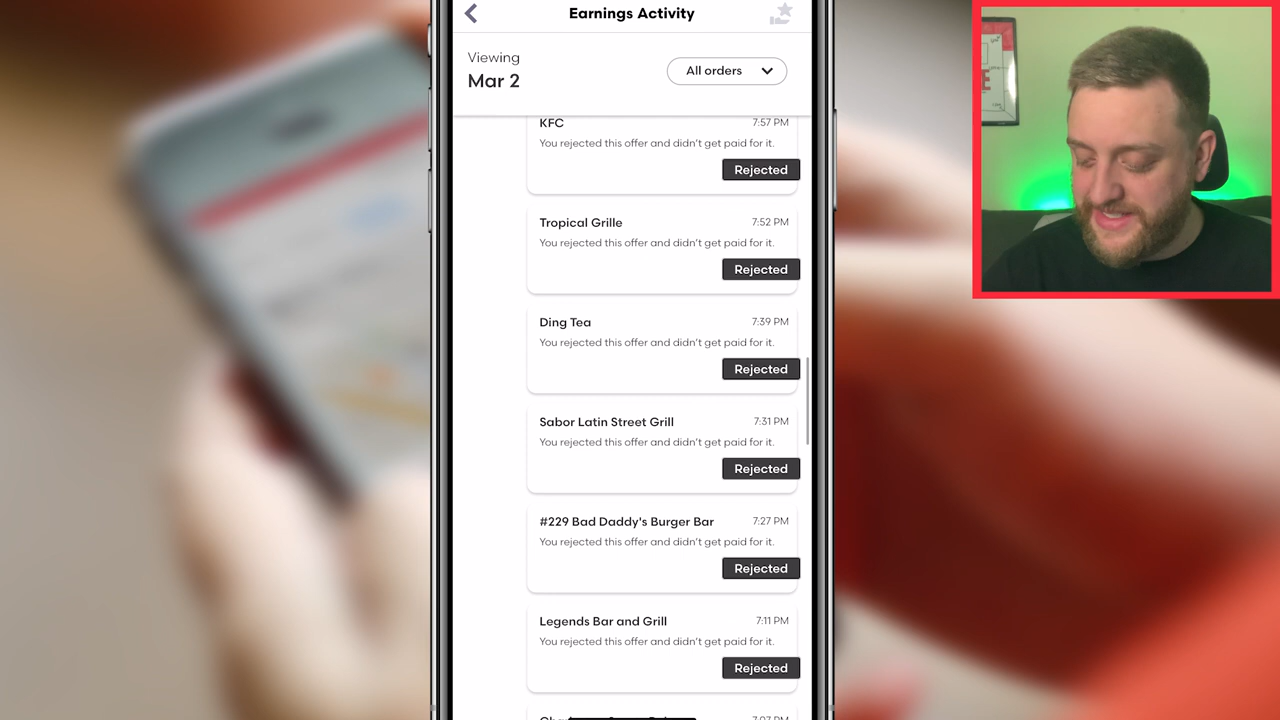 Earnings Activity
Viewing
Mar 2
All orders
KFC 7:57 PM
You rejected this offer and didn't get paid for it.
Rejected
Tropical Grille 7:52 PM
You rejected this offer and didn't get paid for it.
Rejected
Ding Tea 7:39 PM
You rejected this offer and didn't get paid for it.
Rejected
Sabor Latin Street Grill 7:31 PM
You rejected this offer and didn't get paid for it.
Rejected
#229 Bad Daddy's Burger Bar 7:27 PM
You rejected this offer and didn't get paid for it.
Rejected
Legends Bar and Grill 7:11 PM
You rejected this offer and didn't get paid for it.
Rejected